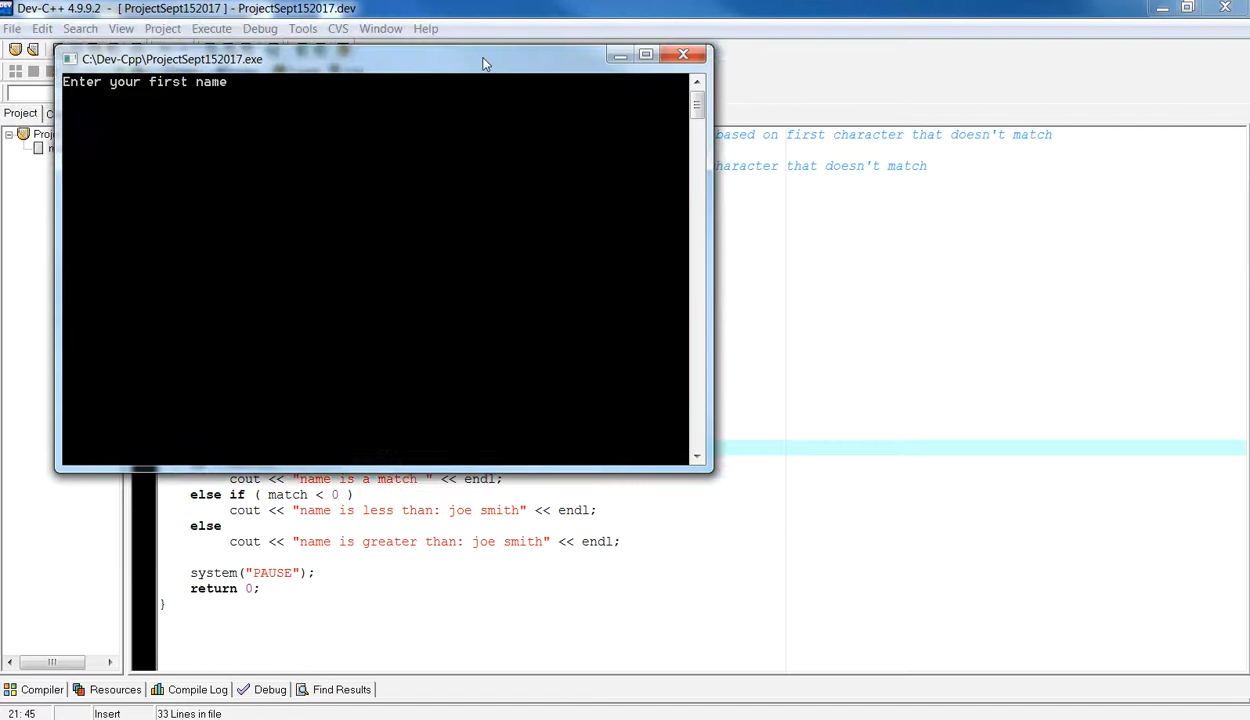 Dev-C++ 4.9.9.2 - [ ProjectSept152017 ] - ProjectSept152017.dev
File Edit Search View Project Execute Debug Tools CVS Window Help
C:\Dev-Cpp\ProjectSept152017.exe
Enter your first name
Project
based on first character that doesn't match
character that doesn't match
cout << "name is a match " << endl;
else if ( match < 0 )
cout << "name is less than: joe smith" << endl;
else
cout << "name is greater than: joe smith" << endl;
system("PAUSE");
return 0;
}
Compiler Resources Compile Log Debug Find Results
21: 45 Insert 33 Lines in file